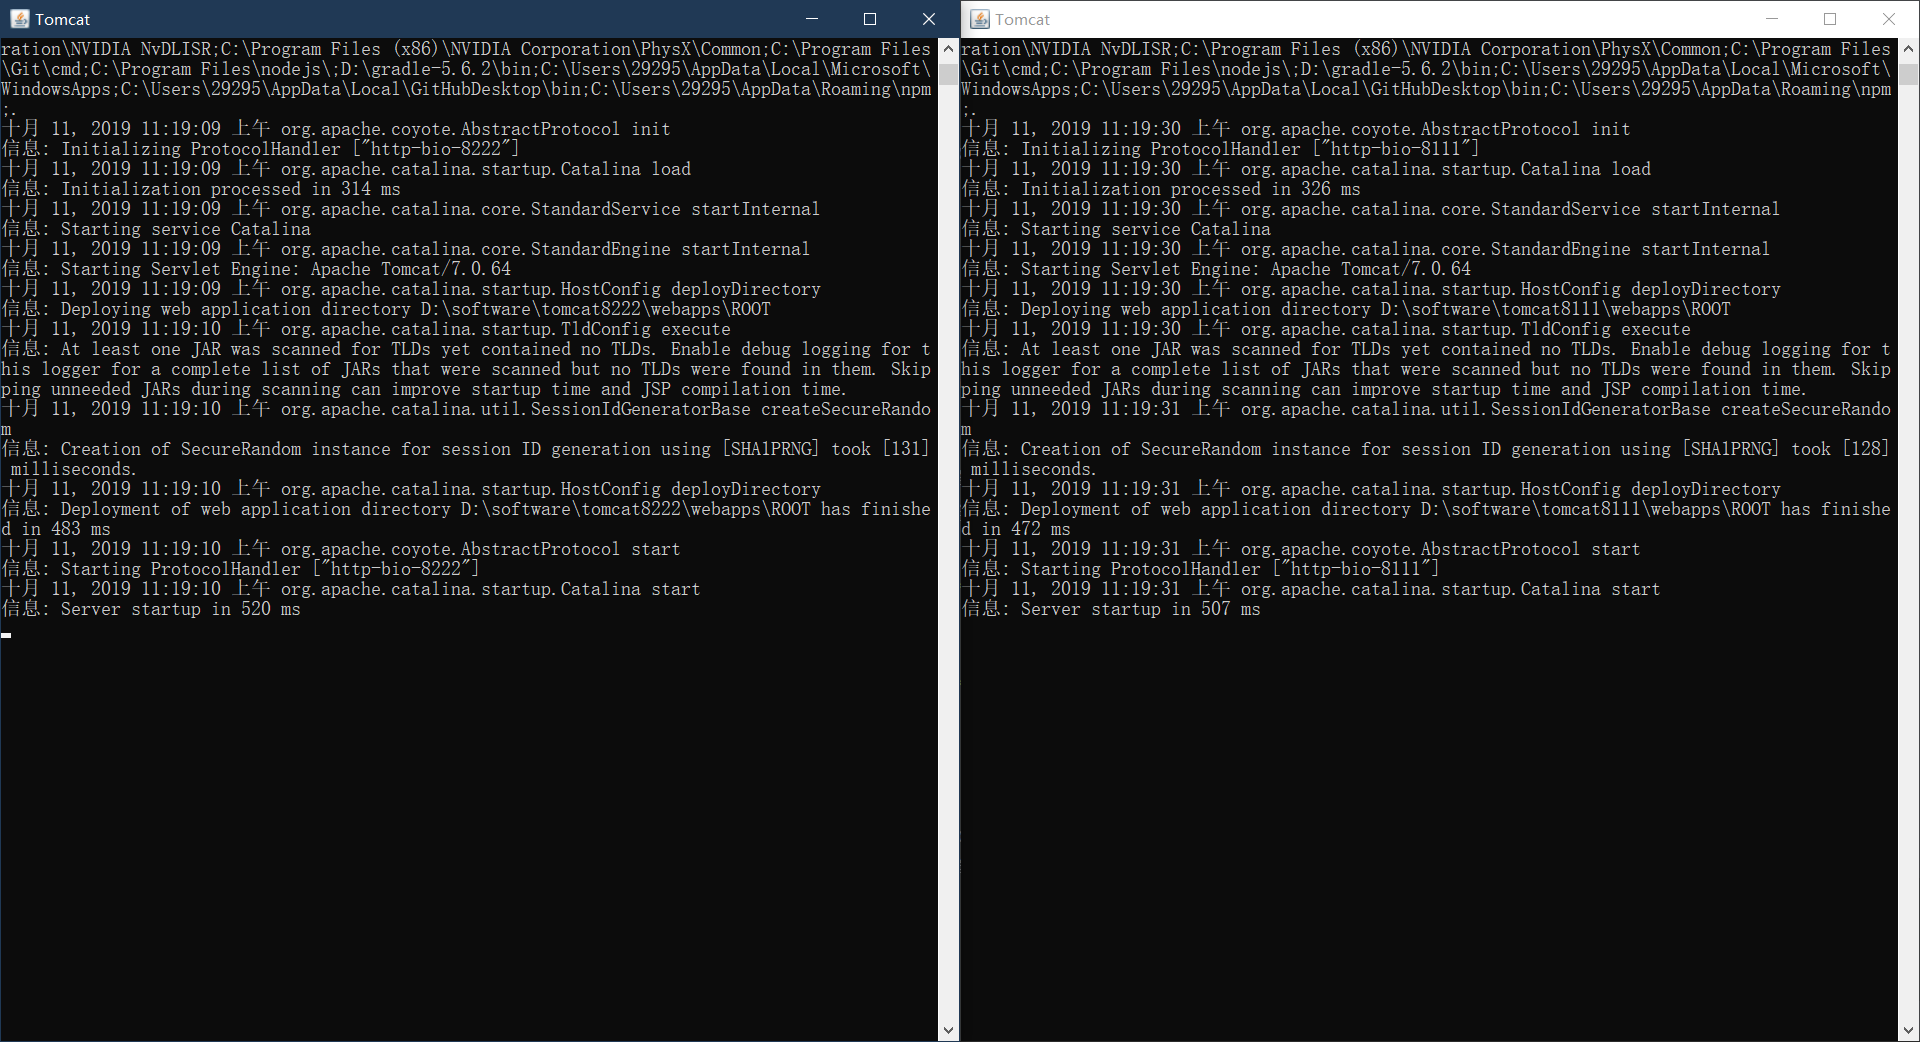 Tomcat
ration\NVIDIA NvDLISR;C:\Program Files (x86)\NVIDIA Corporation\PhysX\Common;C:\Program Files
\Git\cmd;C:\Program Files\nodejs\;D:\gradle-5.6.2\bin;C:\Users\29295\AppData\Local\Microsoft\
WindowsApps;C:\Users\29295\AppData\Local\GitHubDesktop\bin;C:\Users\29295\AppData\Roaming\npm
;.
十月 11, 2019 11:19:09 上午 org.apache.coyote.AbstractProtocol init
信息: Initializing ProtocolHandler ["http-bio-8222"]
十月 11, 2019 11:19:09 上午 org.apache.catalina.startup.Catalina load
信息: Initialization processed in 314 ms
十月 11, 2019 11:19:09 上午 org.apache.catalina.core.StandardService startInternal
信息: Starting service Catalina
十月 11, 2019 11:19:09 上午 org.apache.catalina.core.StandardEngine startInternal
信息: Starting Servlet Engine: Apache Tomcat/7.0.64
十月 11, 2019 11:19:09 上午 org.apache.catalina.startup.HostConfig deployDirectory
信息: Deploying web application directory D:\software\tomcat8222\webapps\ROOT
十月 11, 2019 11:19:10 上午 org.apache.catalina.startup.TldConfig execute
信息: At least one JAR was scanned for TLDs yet contained no TLDs. Enable debug logging for t
his logger for a complete list of JARs that were scanned but no TLDs were found in them. Skip
ping unneeded JARs during scanning can improve startup time and JSP compilation time.
十月 11, 2019 11:19:10 上午 org.apache.catalina.util.SessionIdGeneratorBase createSecureRando
m
信息: Creation of SecureRandom instance for session ID generation using [SHA1PRNG] took [131]
 milliseconds.
十月 11, 2019 11:19:10 上午 org.apache.catalina.startup.HostConfig deployDirectory
信息: Deployment of web application directory D:\software\tomcat8222\webapps\ROOT has finishe
d in 483 ms
十月 11, 2019 11:19:10 上午 org.apache.coyote.AbstractProtocol start
信息: Starting ProtocolHandler ["http-bio-8222"]
十月 11, 2019 11:19:10 上午 org.apache.catalina.startup.Catalina start
信息: Server startup in 520 ms
Tomcat
ration\NVIDIA NvDLISR;C:\Program Files (x86)\NVIDIA Corporation\PhysX\Common;C:\Program Files
\Git\cmd;C:\Program Files\nodejs\;D:\gradle-5.6.2\bin;C:\Users\29295\AppData\Local\Microsoft\
WindowsApps;C:\Users\29295\AppData\Local\GitHubDesktop\bin;C:\Users\29295\AppData\Roaming\npm
;.
十月 11, 2019 11:19:30 上午 org.apache.coyote.AbstractProtocol init
信息: Initializing ProtocolHandler ["http-bio-8111"]
十月 11, 2019 11:19:30 上午 org.apache.catalina.startup.Catalina load
信息: Initialization processed in 326 ms
十月 11, 2019 11:19:30 上午 org.apache.catalina.core.StandardService startInternal
信息: Starting service Catalina
十月 11, 2019 11:19:30 上午 org.apache.catalina.core.StandardEngine startInternal
信息: Starting Servlet Engine: Apache Tomcat/7.0.64
十月 11, 2019 11:19:30 上午 org.apache.catalina.startup.HostConfig deployDirectory
信息: Deploying web application directory D:\software\tomcat8111\webapps\ROOT
十月 11, 2019 11:19:30 上午 org.apache.catalina.startup.TldConfig execute
信息: At least one JAR was scanned for TLDs yet contained no TLDs. Enable debug logging for t
his logger for a complete list of JARs that were scanned but no TLDs were found in them. Skip
ping unneeded JARs during scanning can improve startup time and JSP compilation time.
十月 11, 2019 11:19:31 上午 org.apache.catalina.util.SessionIdGeneratorBase createSecureRando
m
信息: Creation of SecureRandom instance for session ID generation using [SHA1PRNG] took [128]
 milliseconds.
十月 11, 2019 11:19:31 上午 org.apache.catalina.startup.HostConfig deployDirectory
信息: Deployment of web application directory D:\software\tomcat8111\webapps\ROOT has finishe
d in 472 ms
十月 11, 2019 11:19:31 上午 org.apache.coyote.AbstractProtocol start
信息: Starting ProtocolHandler ["http-bio-8111"]
十月 11, 2019 11:19:31 上午 org.apache.catalina.startup.Catalina start
信息: Server startup in 507 ms